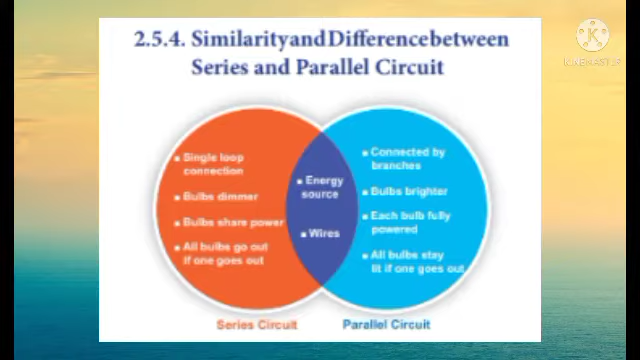 2.5.4. Similarity and Difference between
Series and Parallel Circuit
Single loop
connection
Bulbs dimmer
Bulbs share power
All bulbs go out
if one goes out
Energy
source
Wires
Connected by
branches
Bulbs brighter
Each bulb fully
powered
All bulbs stay
lit if one goes out
Series Circuit
Parallel Circuit
K
KINEMASTER